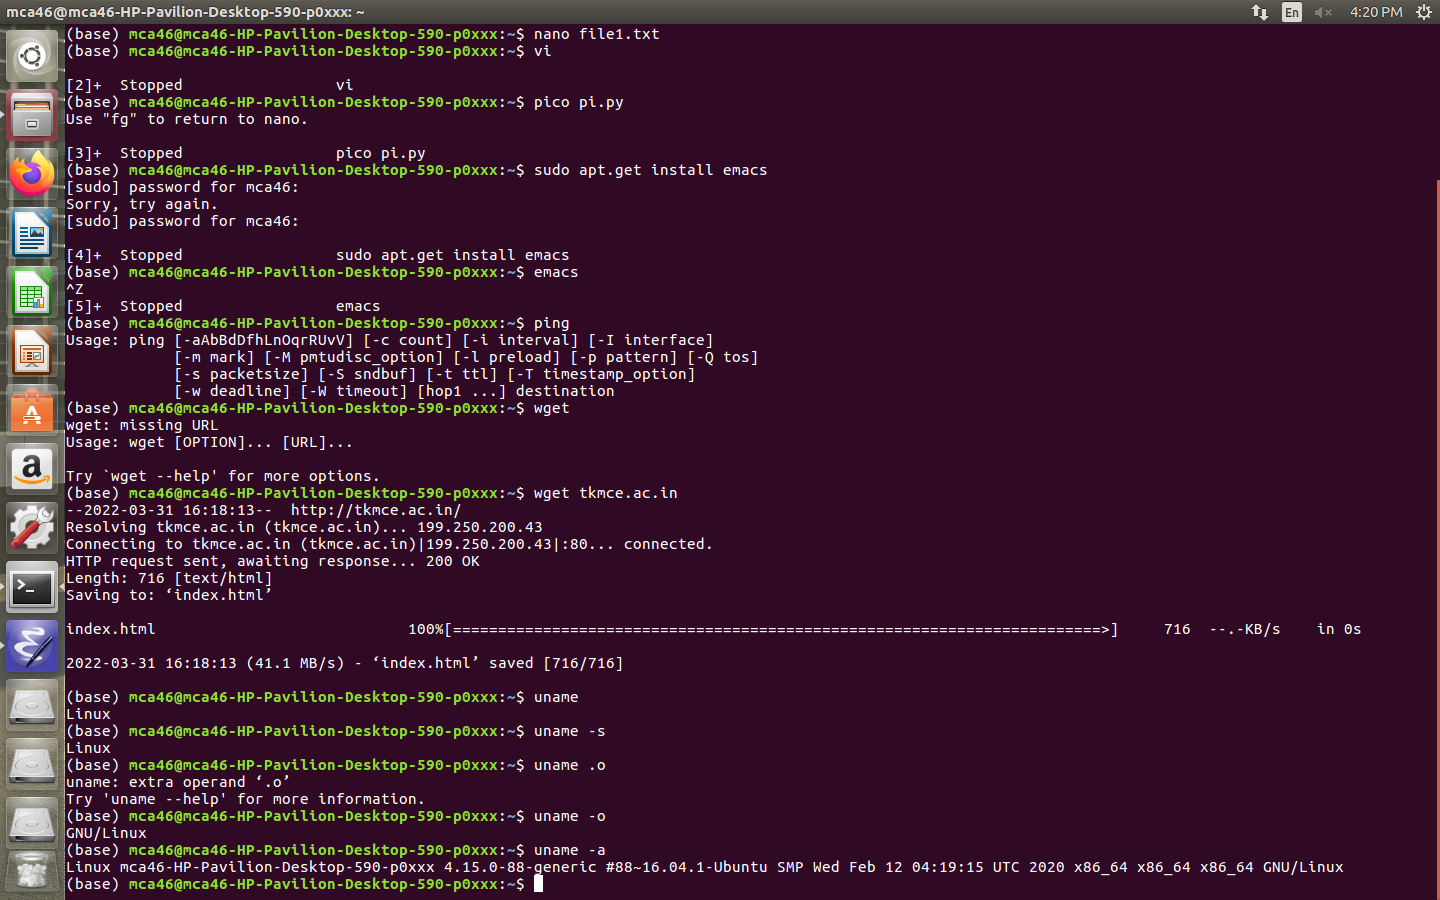 mca46@mca46-HP-Pavilion-Desktop-590-p0xxx: ~ En 4:20 PM
(base) mca46@mca46-HP-Pavilion-Desktop-590-p0xxx:~$ nano file1.txt
(base) mca46@mca46-HP-Pavilion-Desktop-590-p0xxx:~$ vi
[2]+  Stopped                 vi
(base) mca46@mca46-HP-Pavilion-Desktop-590-p0xxx:~$ pico pi.py
Use "fg" to return to nano.
[3]+  Stopped                 pico pi.py
(base) mca46@mca46-HP-Pavilion-Desktop-590-p0xxx:~$ sudo apt.get install emacs
[sudo] password for mca46:
Sorry, try again.
[sudo] password for mca46:
[4]+  Stopped                 sudo apt.get install emacs
(base) mca46@mca46-HP-Pavilion-Desktop-590-p0xxx:~$ emacs
^Z
[5]+  Stopped                 emacs
(base) mca46@mca46-HP-Pavilion-Desktop-590-p0xxx:~$ ping
Usage: ping [-aAbBdDfhLnOqrRUvV] [-c count] [-i interval] [-I interface]
            [-m mark] [-M pmtudisc_option] [-l preload] [-p pattern] [-Q tos]
            [-s packetsize] [-S sndbuf] [-t ttl] [-T timestamp_option]
            [-w deadline] [-W timeout] [hop1 ...] destination
(base) mca46@mca46-HP-Pavilion-Desktop-590-p0xxx:~$ wget
wget: missing URL
Usage: wget [OPTION]... [URL]...
Try `wget --help' for more options.
(base) mca46@mca46-HP-Pavilion-Desktop-590-p0xxx:~$ wget tkmce.ac.in
--2022-03-31 16:18:13--  http://tkmce.ac.in/
Resolving tkmce.ac.in (tkmce.ac.in)... 199.250.200.43
Connecting to tkmce.ac.in (tkmce.ac.in)|199.250.200.43|:80... connected.
HTTP request sent, awaiting response... 200 OK
Length: 716 [text/html]
Saving to: ‘index.html’
index.html                            100%[========================================================================>]     716  --.-KB/s    in 0s
2022-03-31 16:18:13 (41.1 MB/s) - ‘index.html’ saved [716/716]
(base) mca46@mca46-HP-Pavilion-Desktop-590-p0xxx:~$ uname
Linux
(base) mca46@mca46-HP-Pavilion-Desktop-590-p0xxx:~$ uname -s
Linux
(base) mca46@mca46-HP-Pavilion-Desktop-590-p0xxx:~$ uname .o
uname: extra operand ‘.o’
Try 'uname --help' for more information.
(base) mca46@mca46-HP-Pavilion-Desktop-590-p0xxx:~$ uname -o
GNU/Linux
(base) mca46@mca46-HP-Pavilion-Desktop-590-p0xxx:~$ uname -a
Linux mca46-HP-Pavilion-Desktop-590-p0xxx 4.15.0-88-generic #88~16.04.1-Ubuntu SMP Wed Feb 12 04:19:15 UTC 2020 x86_64 x86_64 x86_64 GNU/Linux
(base) mca46@mca46-HP-Pavilion-Desktop-590-p0xxx:~$